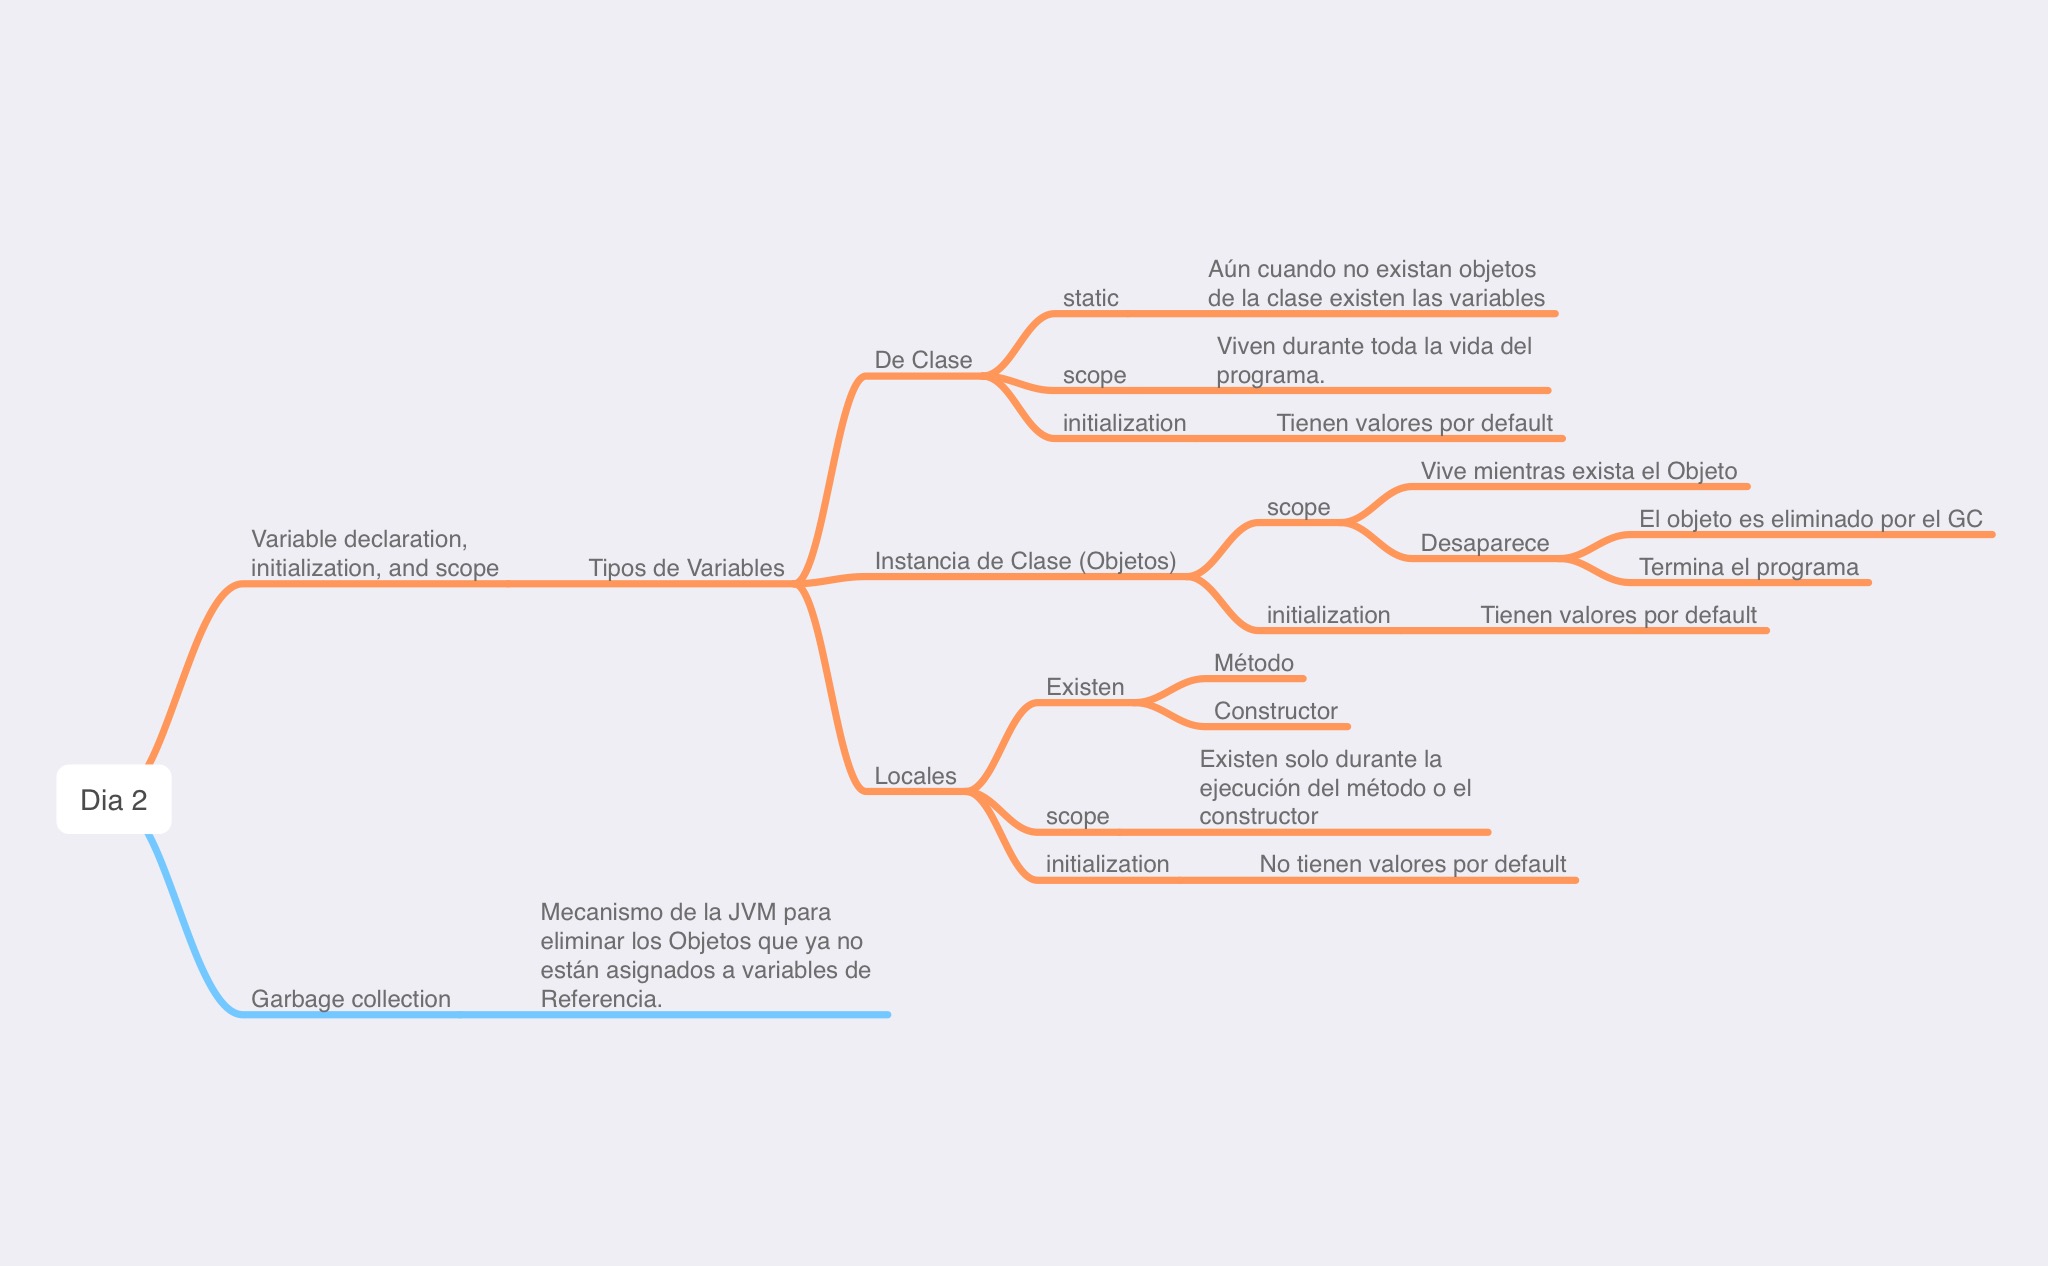 Dia 2
Variable declaration,
initialization, and scope
Tipos de Variables
De Clase
static
Aún cuando no existan objetos
de la clase existen las variables
scope
Viven durante toda la vida del
programa.
initialization
Tienen valores por default
Instancia de Clase (Objetos)
scope
Vive mientras exista el Objeto
Desaparece
El objeto es eliminado por el GC
Termina el programa
initialization
Tienen valores por default
Locales
Existen
Método
Constructor
scope
Existen solo durante la
ejecución del método o el
constructor
initialization
No tienen valores por default
Garbage collection
Mecanismo de la JVM para
eliminar los Objetos que ya no
están asignados a variables de
Referencia.